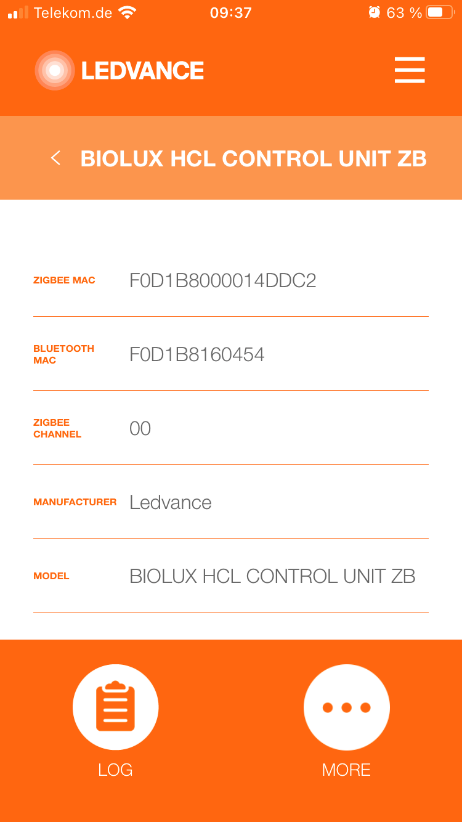 Telekom.de 09:37 63 %
LEDVANCE
BIOLUX HCL CONTROL UNIT ZB
ZIGBEE MAC F0D1B8000014DDC2
BLUETOOTH
MAC F0D1B8160454
ZIGBEE
CHANNEL 00
MANUFACTURER Ledvance
MODEL BIOLUX HCL CONTROL UNIT ZB
LOG MORE